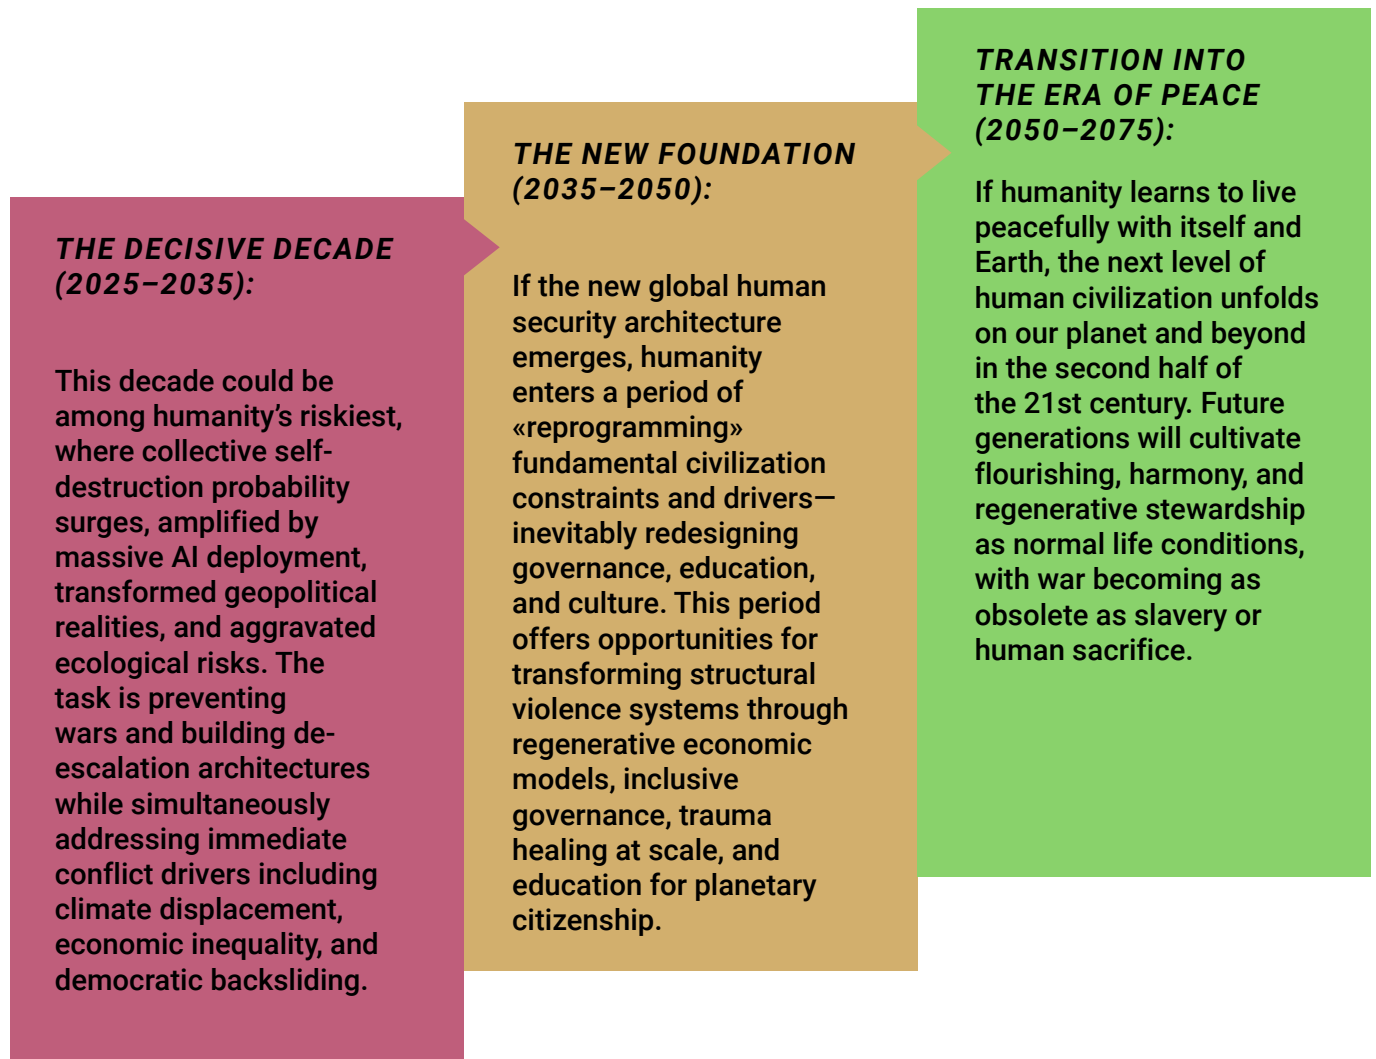 THE DECISIVE DECADE
(2025–2035):
This decade could be
among humanity’s riskiest,
where collective self-
destruction probability
surges, amplified by
massive AI deployment,
transformed geopolitical
realities, and aggravated
ecological risks. The
task is preventing
wars and building de-
escalation architectures
while simultaneously
addressing immediate
conflict drivers including
climate displacement,
economic inequality, and
democratic backsliding.
THE NEW FOUNDATION
(2035–2050):
If the new global human
security architecture
emerges, humanity
enters a period of
«reprogramming»
fundamental civilization
constraints and drivers—
inevitably redesigning
governance, education,
and culture. This period
offers opportunities for
transforming structural
violence systems through
regenerative economic
models, inclusive
governance, trauma
healing at scale, and
education for planetary
citizenship.
TRANSITION INTO
THE ERA OF PEACE
(2050–2075):
If humanity learns to live
peacefully with itself and
Earth, the next level of
human civilization unfolds
on our planet and beyond
in the second half of
the 21st century. Future
generations will cultivate
flourishing, harmony, and
regenerative stewardship
as normal life conditions,
with war becoming as
obsolete as slavery or
human sacrifice.